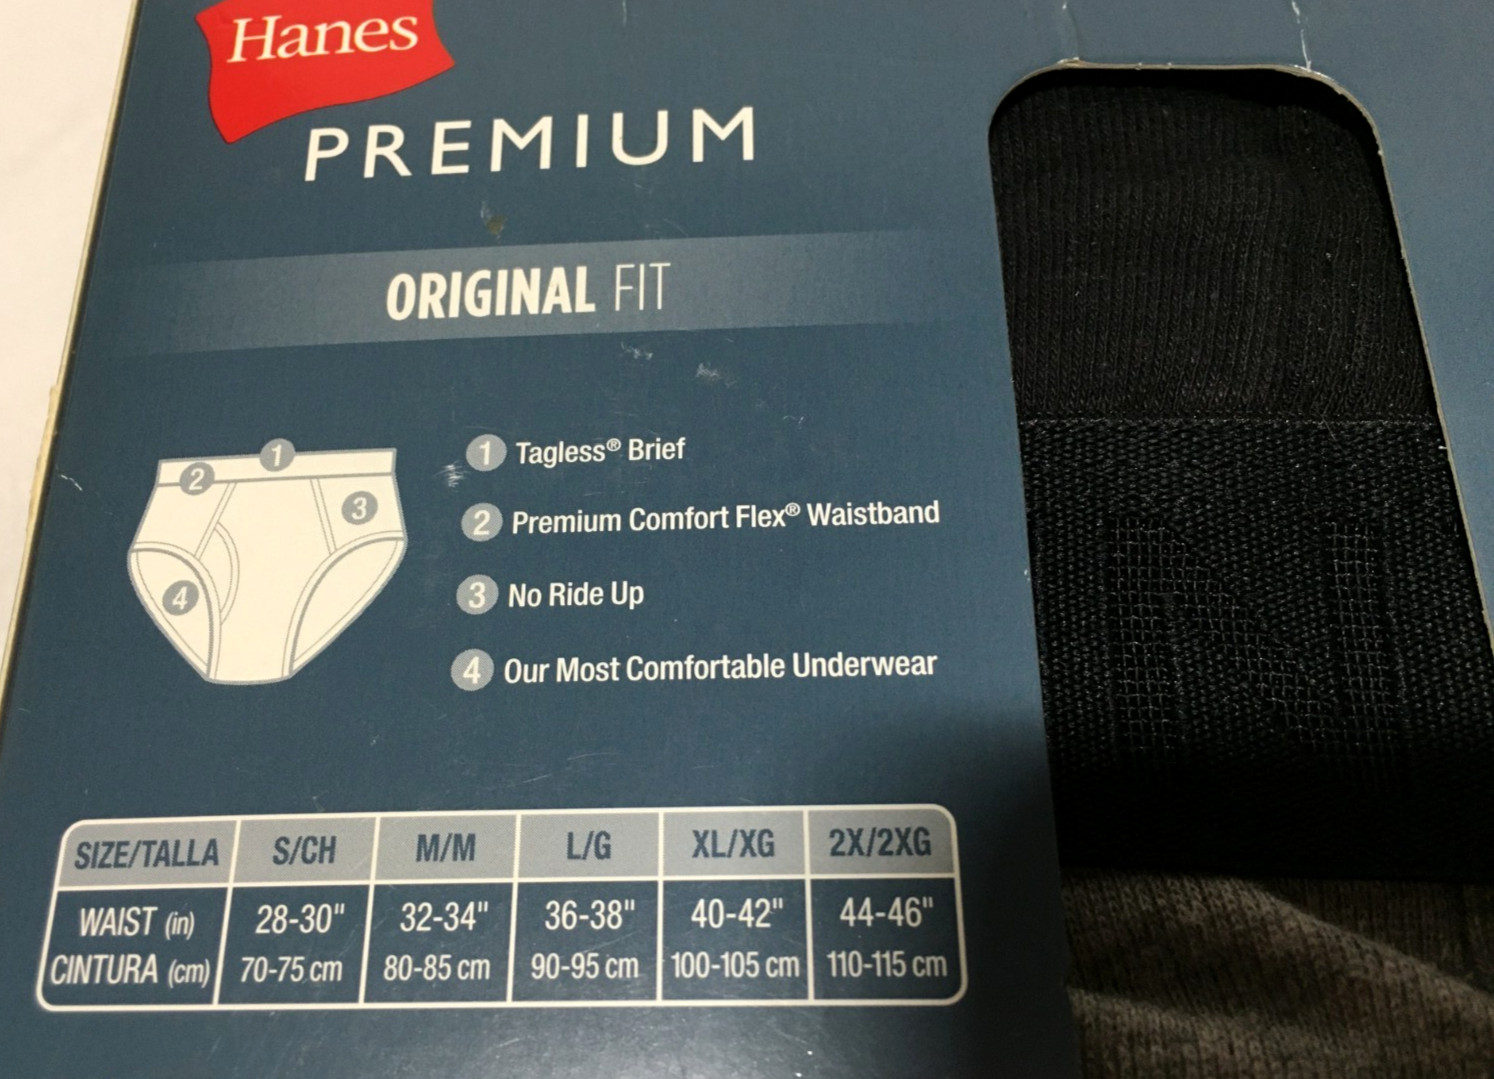 Hanes
PREMIUM
ORIGINAL FIT
1 Tagless® Brief
2 Premium Comfort Flex® Waistband
3 No Ride Up
4 Our Most Comfortable Underwear
1
2
3
4
SIZE/TALLA S/CH M/M L/G XL/XG 2X/2XG
WAIST (in) 28-30" 32-34" 36-38" 40-42" 44-46"
CINTURA (cm) 70-75 cm 80-85 cm 90-95 cm 100-105 cm 110-115 cm
N